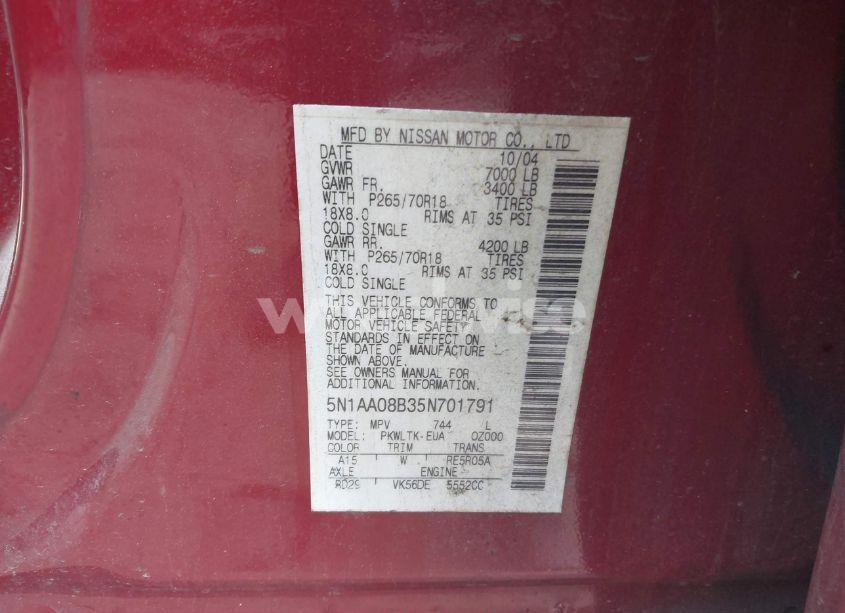 MFD BY NISSAN MOTOR CO., LTD
DATE 10/04
GVWR 7000 LB
GAWR FR. 3400 LB
WITH P265/70R18 TIRES
18X8.0 RIMS AT 35 PSI
COLD SINGLE
GAWR RR. 4200 LB
WITH P265/70R18 TIRES
18X8.0 RIMS AT 35 PSI
COLD SINGLE
THIS VEHICLE CONFORMS TO
ALL APPLICABLE FEDERAL
MOTOR VEHICLE SAFETY
STANDARDS IN EFFECT ON
THE DATE OF MANUFACTURE
SHOWN ABOVE.
SEE OWNERS MANUAL FOR
ADDITIONAL INFORMATION.
5N1AA08B35N701791
TYPE: MPV 744 L
MODEL: PKWLTK-EUA 0Z000
COLOR TRIM TRANS
A15 W RE5R05A
AXLE ENGINE
RD29 VK56DE 5552CC